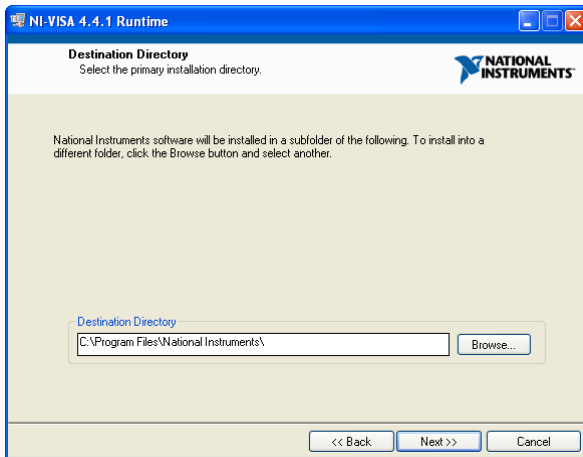 NI-VISA 4.4.1 Runtime
Destination Directory
Select the primary installation directory.
NATIONAL
INSTRUMENTS
National Instruments software will be installed in a subfolder of the following. To install into a
different folder, click the Browse button and select another.
Destination Directory
C:\Program Files\National Instruments\
Browse...
<< Back
Next >>
Cancel